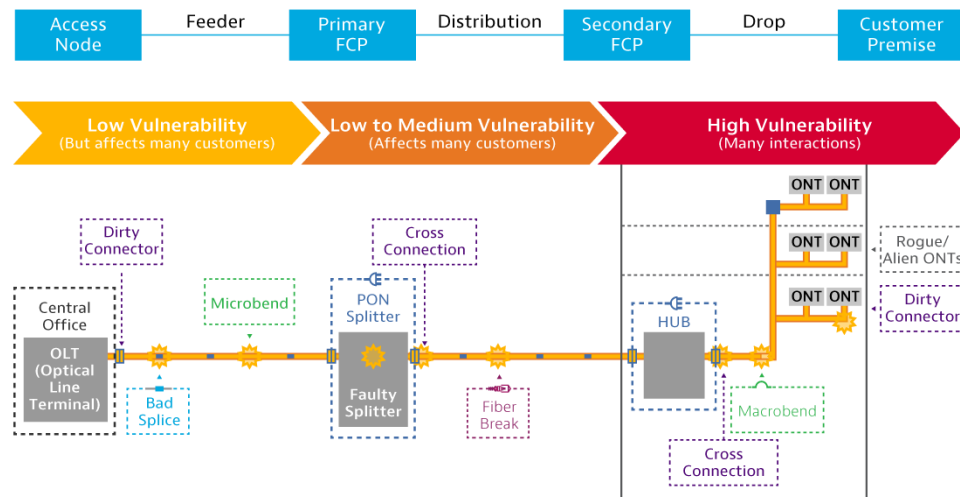 Access
Node
Feeder
Primary
FCP
Distribution
Secondary
FCP
Drop
Customer
Premise
Low Vulnerability
(But affects many customers)
Low to Medium Vulnerability
(Affects many customers)
High Vulnerability
(Many interactions)
ONT ONT
Dirty
Connector
Cross
Connection
ONT ONT
Rogue/
Alien ONTs
Microbend
PON
Splitter
ONT ONT
Dirty
Connector
Central
Office
HUB
OLT
(Optical
Line
Terminal)
Faulty
Splitter
Bad
Splice
Fiber
Break
Macrobend
Cross
Connection